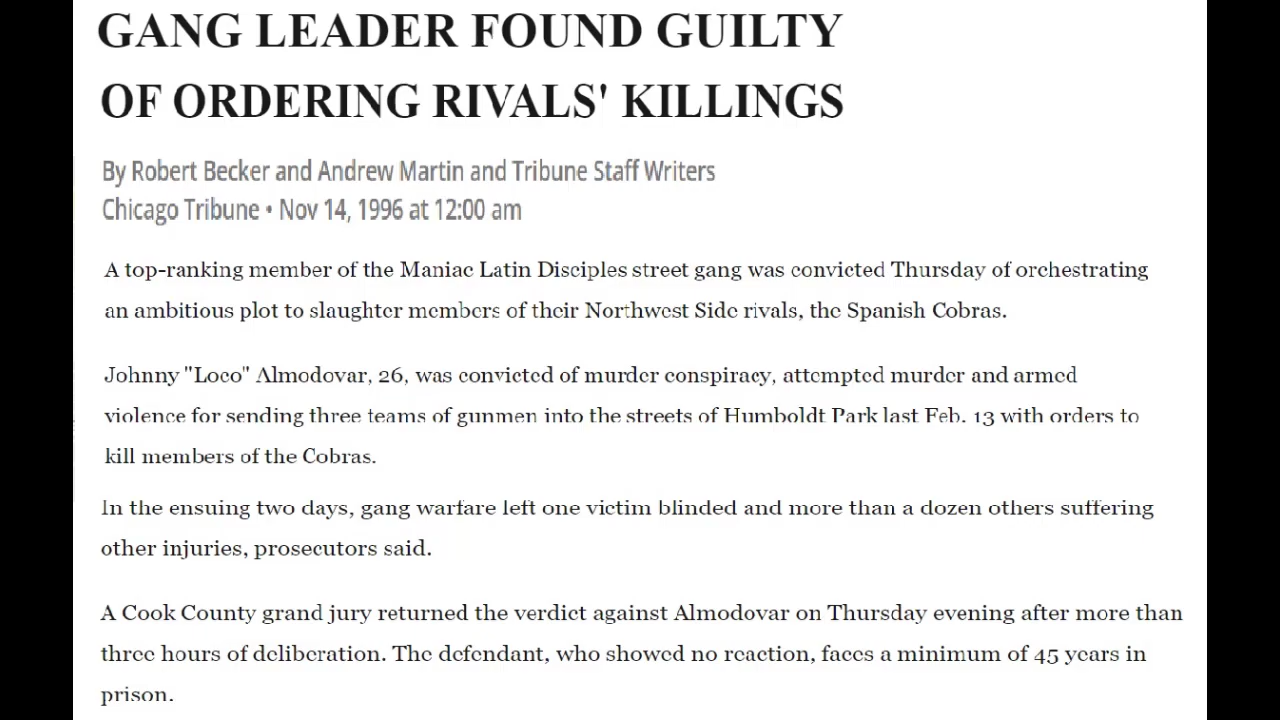 GANG LEADER FOUND GUILTY
OF ORDERING RIVALS' KILLINGS
By Robert Becker and Andrew Martin and Tribune Staff Writers
Chicago Tribune • Nov 14, 1996 at 12:00 am
A top-ranking member of the Maniac Latin Disciples street gang was convicted Thursday of orchestrating
an ambitious plot to slaughter members of their Northwest Side rivals, the Spanish Cobras.
Johnny "Loco" Almodovar, 26, was convicted of murder conspiracy, attempted murder and armed
violence for sending three teams of gunmen into the streets of Humboldt Park last Feb. 13 with orders to
kill members of the Cobras.
In the ensuing two days, gang warfare left one victim blinded and more than a dozen others suffering
other injuries, prosecutors said.
A Cook County grand jury returned the verdict against Almodovar on Thursday evening after more than
three hours of deliberation. The defendant, who showed no reaction, faces a minimum of 45 years in
prison.